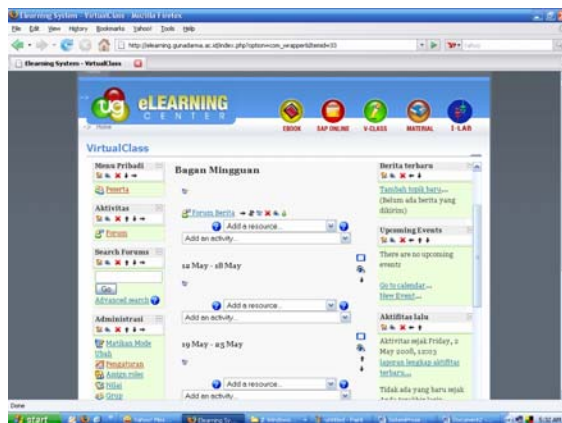 Elearning System - VirtualClass - Mozilla Firefox
File Edit View History Bookmarks Yahoo! Tools Help
http://elearning.gunadarma.ac.id/index.php?option=com_wrapper&Itemid=33
Elearning System - VirtualClass
ug eLEARNING
CENTER
Home
EBOOK SAP ONLINE V-CLASS MATERIAL I-LAB
VirtualClass
Menu Pribadi
Peserta
Aktivitas
Forum
Search Forums
Go
Advanced search
Administrasi
Matikan Mode
Ubah
Pengaturan
Assign roles
Nilai
Grup
Bagan Mingguan
Forum Berita
Add a resource...
Add an activity...
12 May - 18 May
Add a resource...
Add an activity...
19 May - 25 May
Add a resource...
Add an activity...
Berita terbaru
Tambah topik baru...
(Belum ada berita yang
dikirim)
Upcoming Events
There are no upcoming
events
Go to calendar...
New Event...
Aktifitas lalu
Aktivitas sejak Friday, 2
May 2008, 12:03
laporan lengkap aktifitas
terbaru...
Tidak ada yang baru sejak
Done
start
5:32 AM